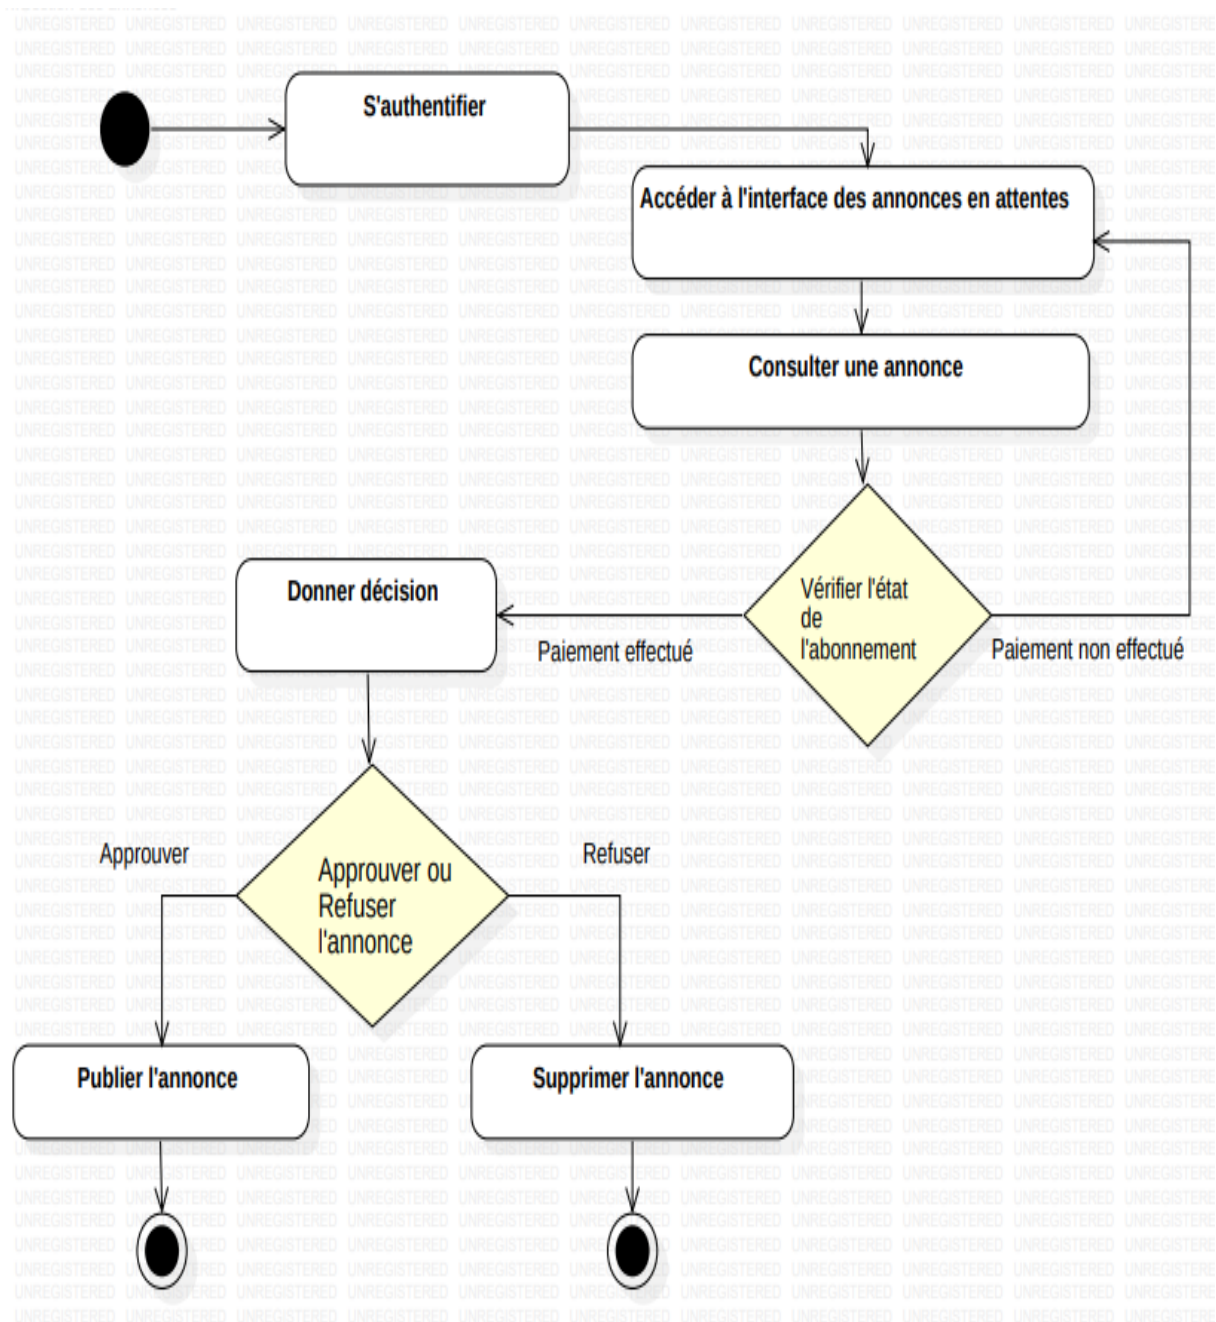 S'authentifier
Accéder à l'interface des annonces en attentes
Consulter une annonce
Vérifier l'état
de
l'abonnement
Paiement effectué
Paiement non effectué
Donner décision
Approuver ou
Refuser
l'annonce
Approuver
Refuser
Publier l'annonce
Supprimer l'annonce
UNREGISTERED